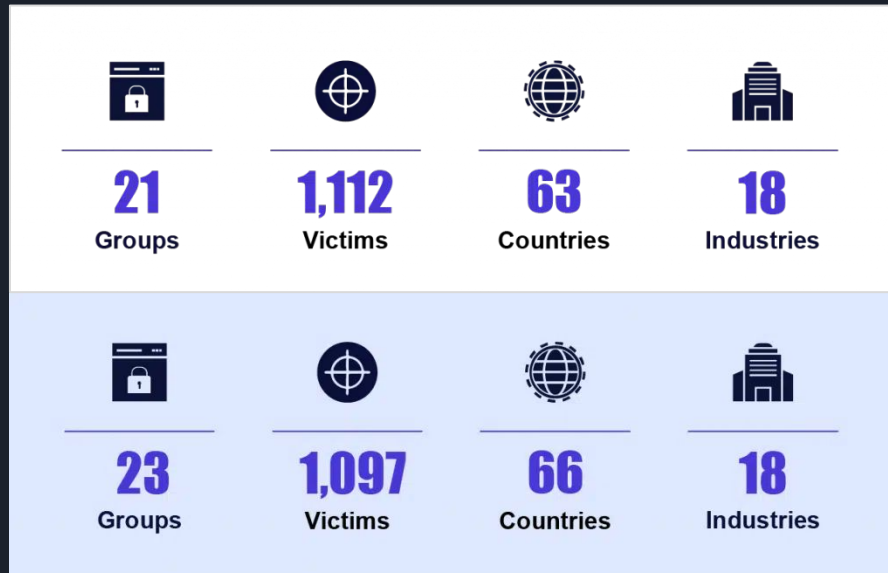 21 1,112 63 18
Groups Victims Countries Industries
23 1,097 66 18
Groups Victims Countries Industries